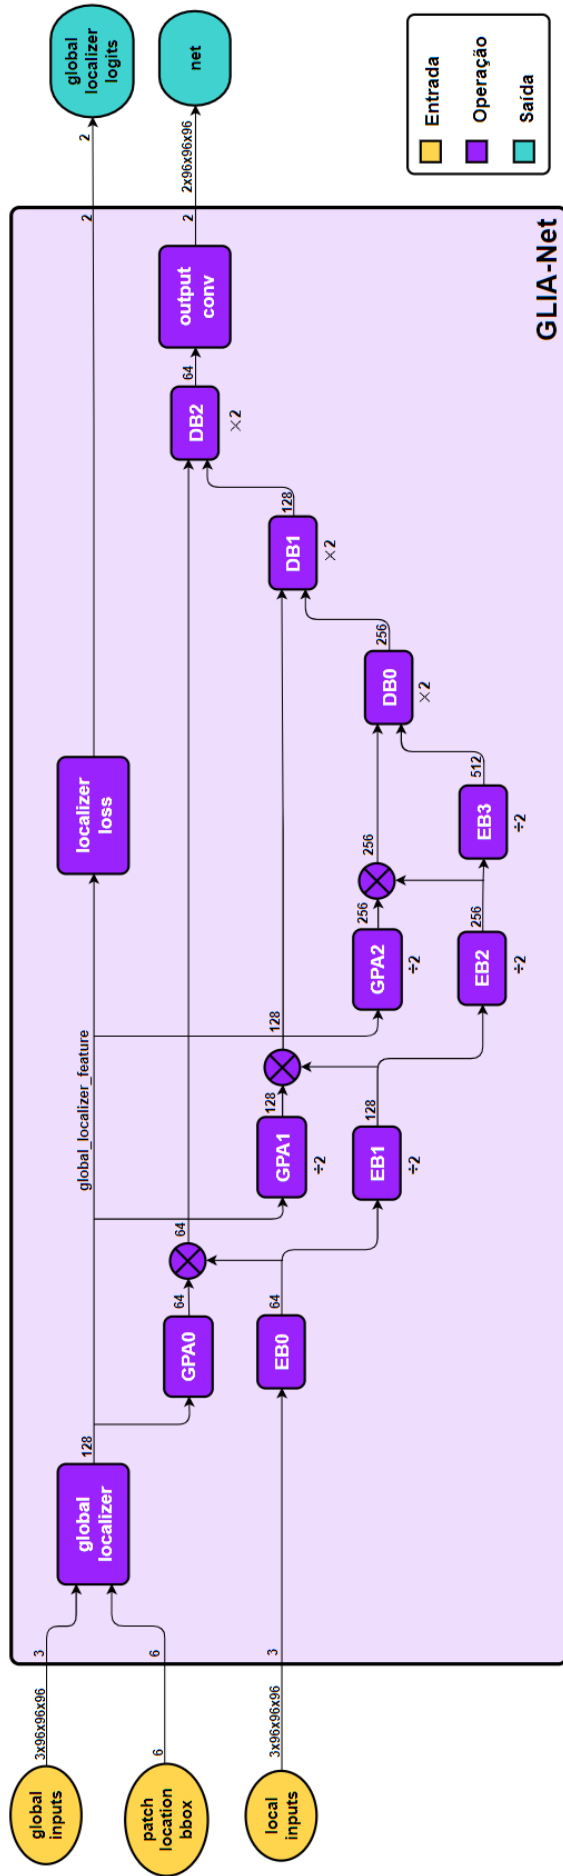 global
inputs
3x96x96x96
3
patch
location
bbox
6
6
local
inputs
3x96x96x96
3
global
localizer
128
global_localizer_feature
localizer
loss
2
2
global
localizer
logits
GPA0
64
64
EB0
64
GPA1
÷2
128
128
EB1
÷2
128
GPA2
÷2
256
256
EB2
÷2
256
EB3
÷2
512
DB0
×2
256
DB1
×2
128
DB2
×2
64
output
conv
2
2x96x96x96
net
GLIA-Net
Entrada
Operação
Saída